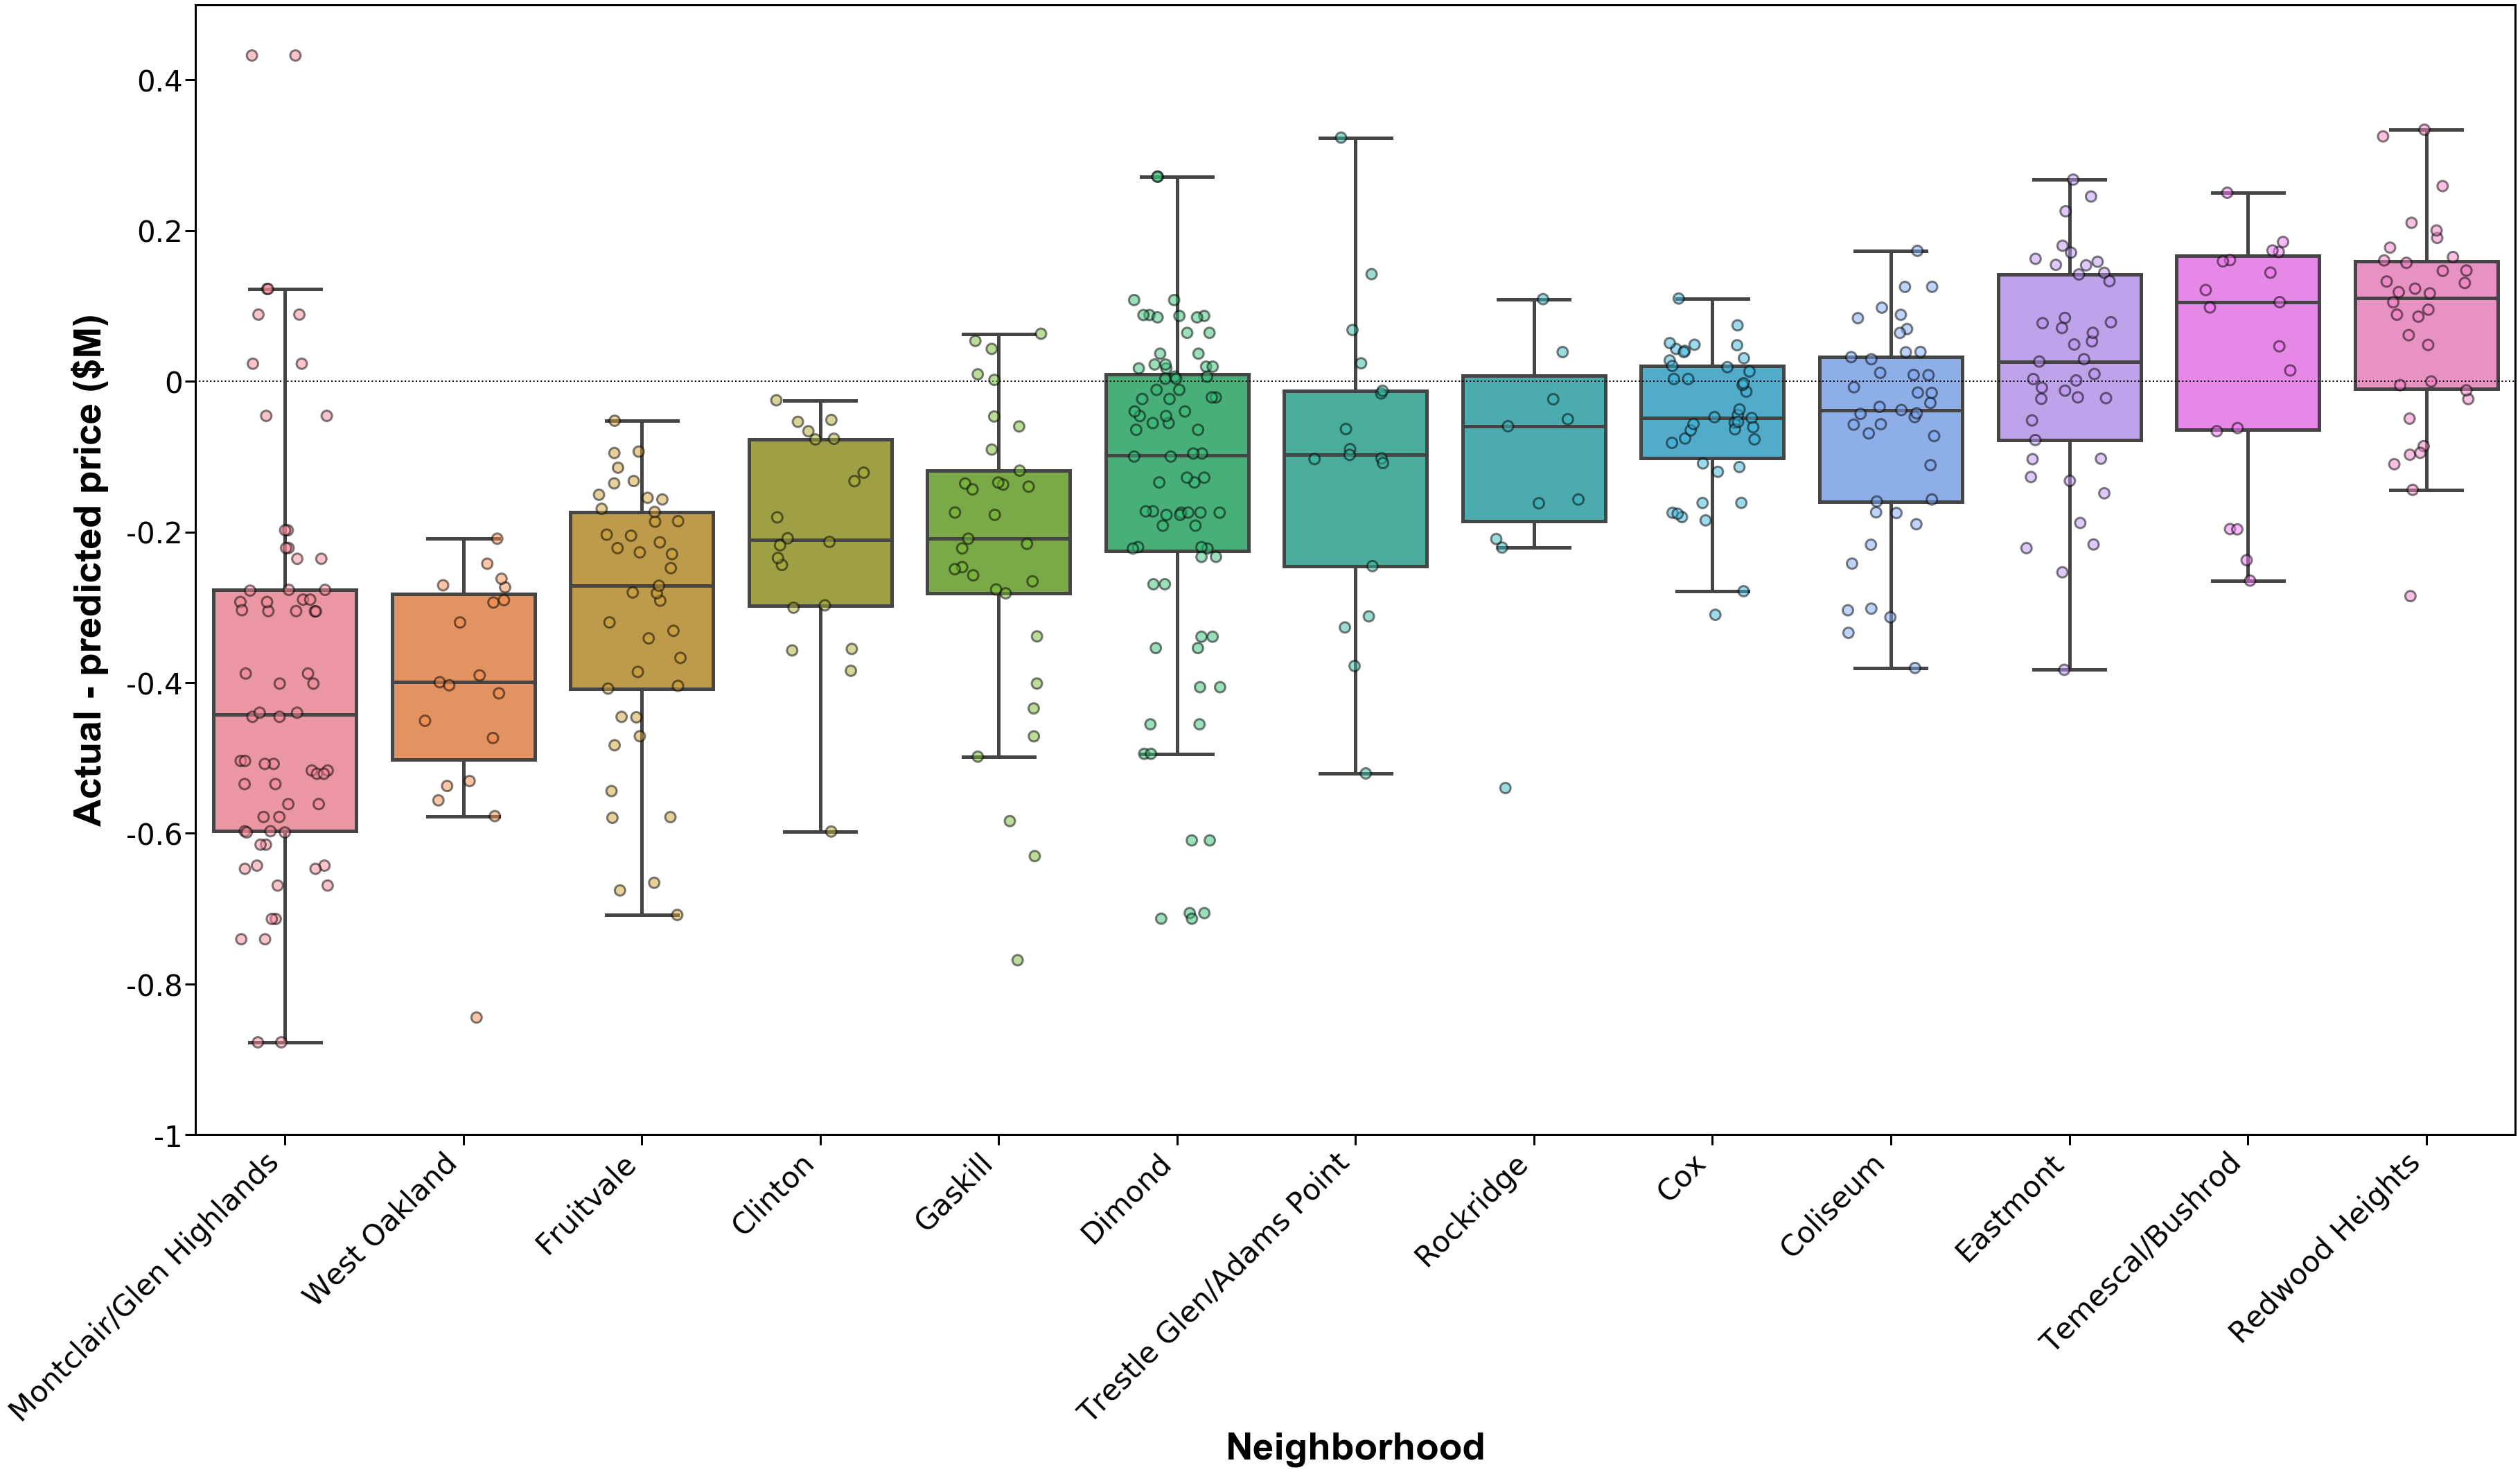 Actual - predicted price ($M)
0.4
0.2
0
-0.2
-0.4
-0.6
-0.8
-1
Montclair/Glen Highlands
West Oakland
Fruitvale
Clinton
Gaskill
Dimond
Trestle Glen/Adams Point
Rockridge
Cox
Coliseum
Eastmont
Temescal/Bushrod
Redwood Heights
Neighborhood